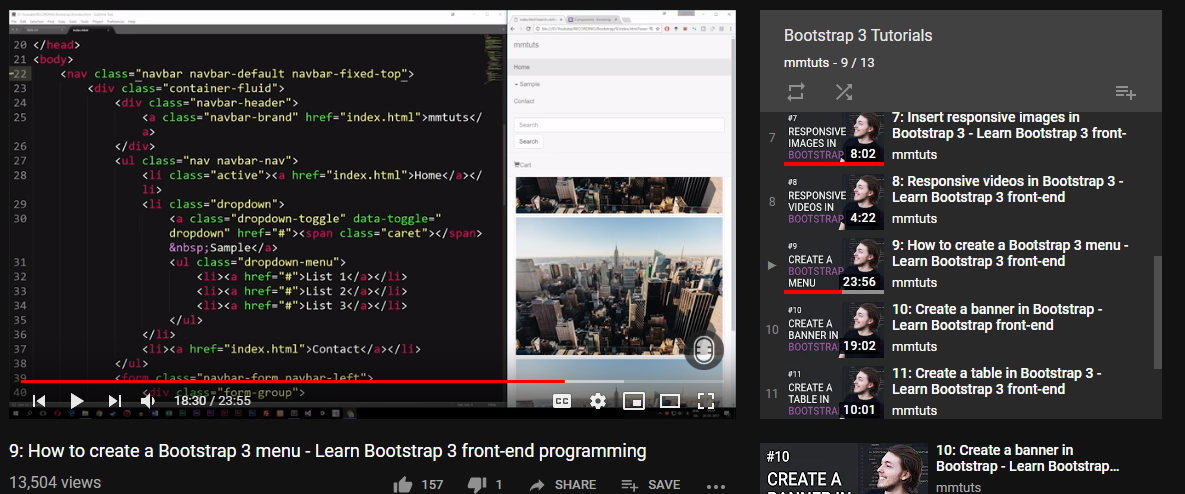 20 </head>
21 <body>
22 <nav class="navbar navbar-default navbar-fixed-top">
23 <div class="container-fluid">
24 <div class="navbar-header">
25 <a class="navbar-brand" href="index.html">mmtuts</
a>
26 </div>
27 <ul class="nav navbar-nav">
28 <li class="active"><a href="index.html">Home</a></
li>
29 <li class="dropdown">
30 <a class="dropdown-toggle" data-toggle="
dropdown" href="#"><span class="caret"></span>
&nbsp;Sample</a>
31 <ul class="dropdown-menu">
32 <li><a href="#">List 1</a></li>
33 <li><a href="#">List 2</a></li>
34 <li><a href="#">List 3</a></li>
35 </ul>
36 </li>
37 <li><a href="index.html">Contact</a></li>
38 </ul>
39 <form class="navbar-form navbar-left">
40 <div class="form-group">
mmtuts
Home
Sample
Contact
Search
Search
Cart
18:30 / 23:55
CC
9: How to create a Bootstrap 3 menu - Learn Bootstrap 3 front-end programming
13,504 views
157
1
SHARE
SAVE
Bootstrap 3 Tutorials
mmtuts - 9 / 13
7
#7
RESPONSIVE
IMAGES IN
BOOTSTRAP
8:02
7: Insert responsive images in
Bootstrap 3 - Learn Bootstrap 3 front-
mmtuts
8
#8
RESPONSIVE
VIDEOS IN
BOOTSTRAP
4:22
8: Responsive videos in Bootstrap 3 -
Learn Bootstrap 3 front-end
mmtuts
#9
CREATE A
BOOTSTRAP
MENU
23:56
9: How to create a Bootstrap 3 menu -
Learn Bootstrap 3 front-end
mmtuts
10
#10
CREATE A
BANNER IN
BOOTSTRAP
19:02
10: Create a banner in Bootstrap -
Learn Bootstrap front-end
mmtuts
11
#11
CREATE A
TABLE IN
BOOTSTRAP
10:01
11: Create a table in Bootstrap 3 -
Learn Bootstrap 3 front-end
mmtuts
#10
CREATE A
BANNER IN
10: Create a banner in
Bootstrap - Learn Bootstrap...
mmtuts